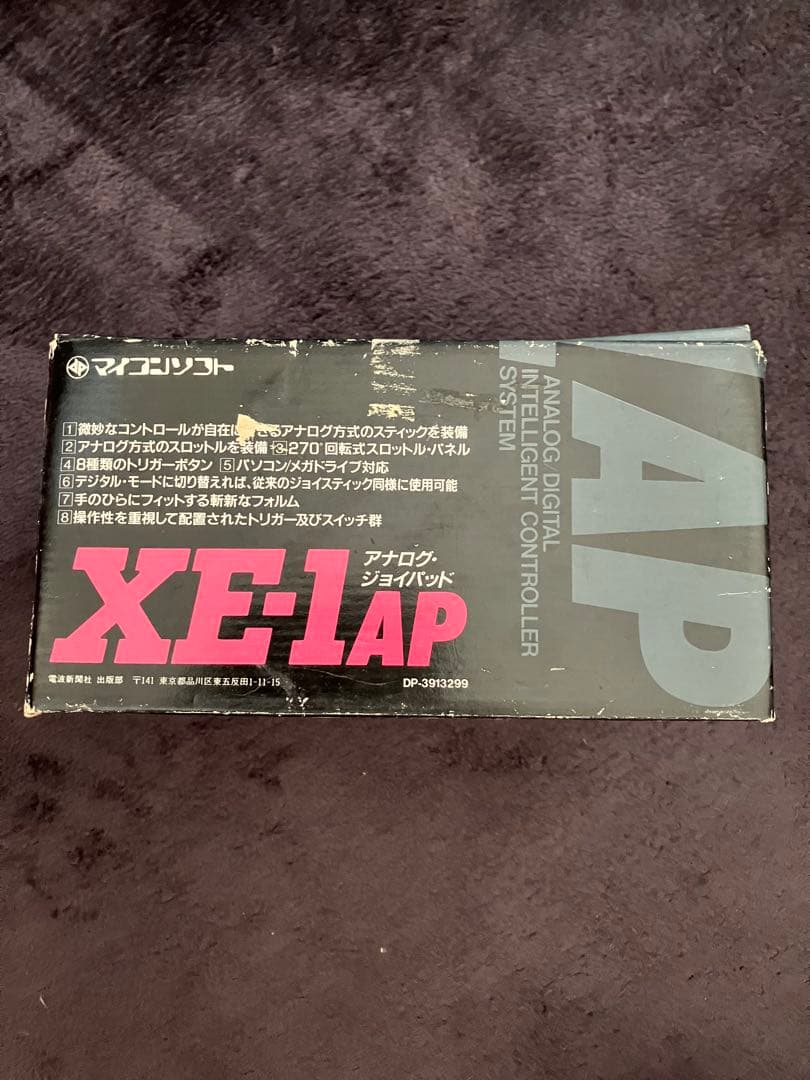 マイコンソフト
1 微妙なコントロールが自在にできるアナログ方式のスティックを装備
2 アナログ方式のスロットルを装備 3 270°回転式スロットル・パネル
4 8種類のトリガーボタン 5 パソコン/メガドライブ対応
6 デジタル・モードに切り替えれば、従来のジョイスティック同様に使用可能
7 手のひらにフィットする斬新なフォルム
8 操作性を重視して配置されたトリガー及びスイッチ群
アナログ・
ジョイパッド
XE-1AP
電波新聞社 出版部 〒141 東京都品川区東五反田1-11-15
DP-3913299
ANALOG/DIGITAL
INTELLIGENT CONTROLLER
SYSTEM
AP